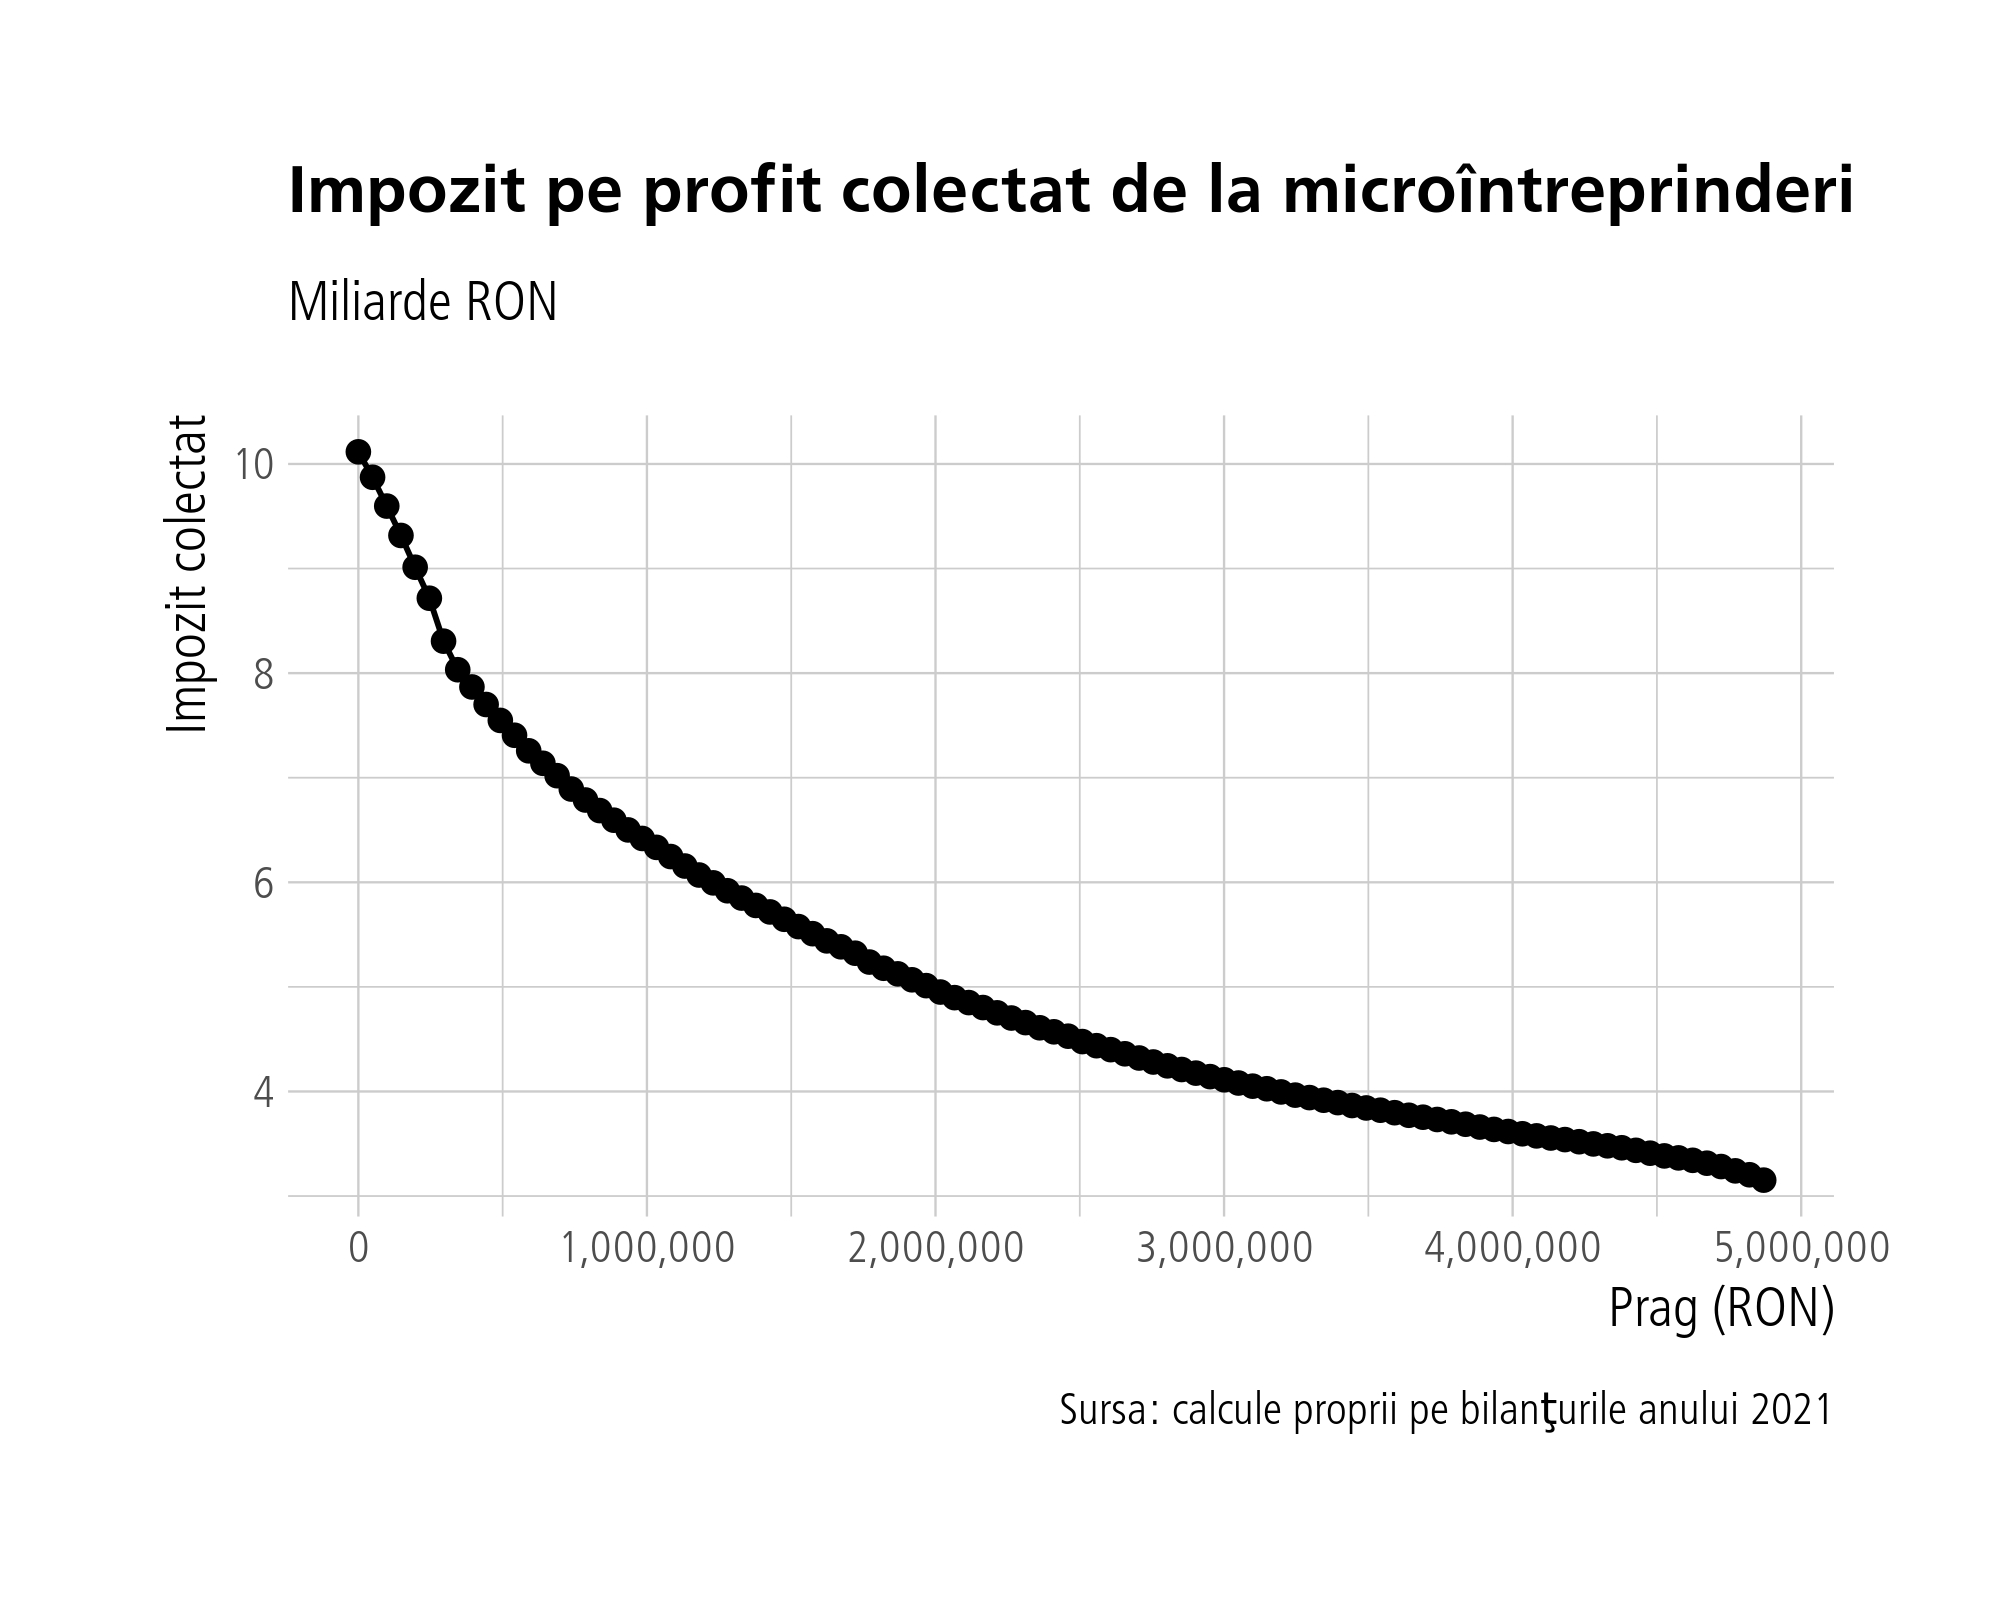 Impozit pe profit colectat de la microîntreprinderi
Miliarde RON
Impozit colectat
10
8
6
4
0 1,000,000 2,000,000 3,000,000 4,000,000 5,000,000
Prag (RON)
Sursa: calcule proprii pe bilanţurile anului 2021